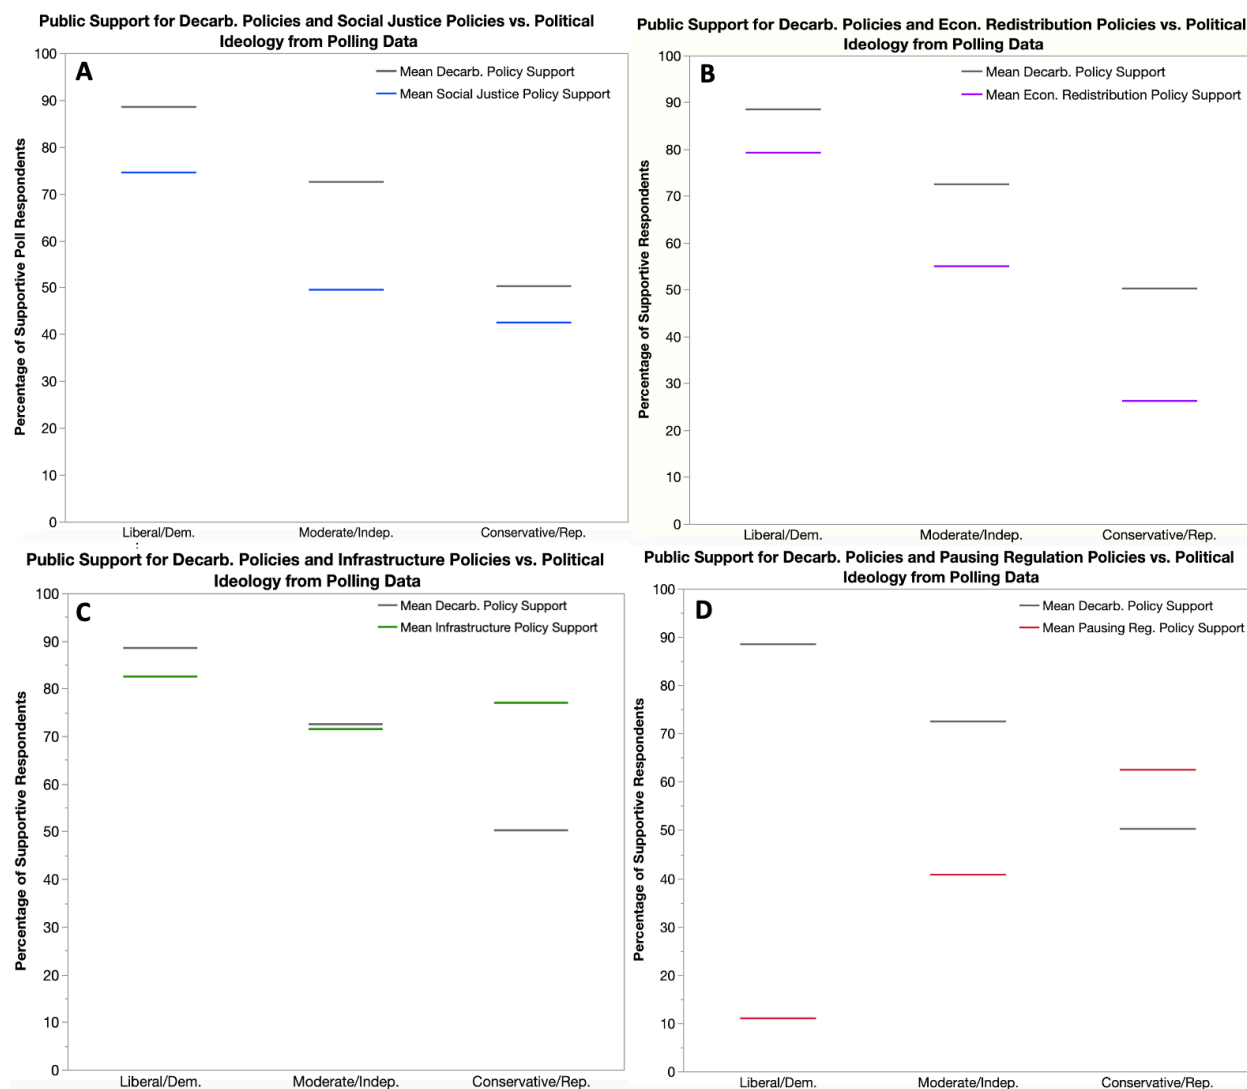 Public Support for Decarb. Policies and Social Justice Policies vs. Political
Ideology from Polling Data
A
Mean Decarb. Policy Support
Mean Social Justice Policy Support
Percentage of Supportive Poll Respondents
100
90
80
70
60
50
40
30
20
10
0
Liberal/Dem.
Moderate/Indep.
Conservative/Rep.
Public Support for Decarb. Policies and Econ. Redistribution Policies vs. Political
Ideology from Polling Data
B
Mean Decarb. Policy Support
Mean Econ. Redistribution Policy Support
Percentage of Supportive Respondents
100
90
80
70
60
50
40
30
20
10
0
Liberal/Dem.
Moderate/Indep.
Conservative/Rep.
Public Support for Decarb. Policies and Infrastructure Policies vs. Political
Ideology from Polling Data
C
Mean Decarb. Policy Support
Mean Infrastructure Policy Support
Percentage of Supportive Respondents
100
90
80
70
60
50
40
30
20
10
0
Liberal/Dem.
Moderate/Indep.
Conservative/Rep.
Public Support for Decarb. Policies and Pausing Regulation Policies vs. Political
Ideology from Polling Data
D
Mean Decarb. Policy Support
Mean Pausing Reg. Policy Support
Percentage of Supportive Respondents
100
90
80
70
60
50
40
30
20
10
0
Liberal/Dem.
Moderate/Indep.
Conservative/Rep.